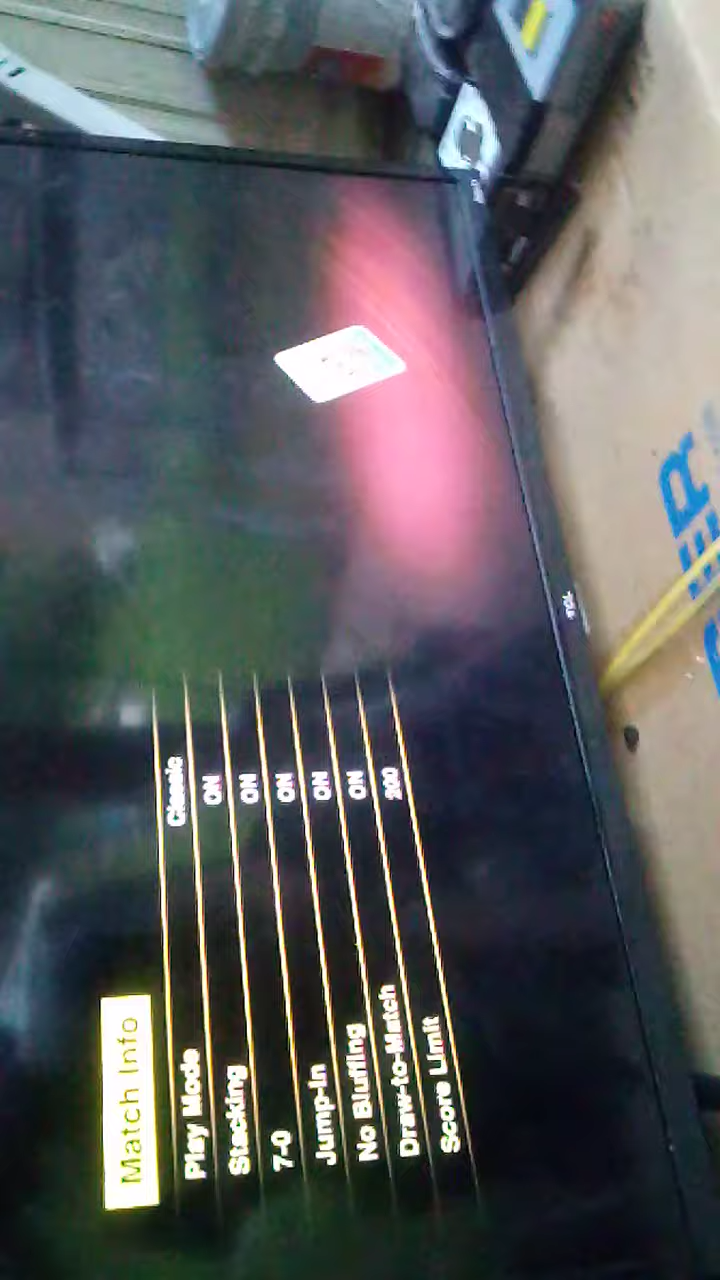 Match Info
Play Mode Classic
Stacking ON
7-0 ON
Jump-In ON
No Bluffing ON
Draw-to-Match ON
Score Limit 200
TCL